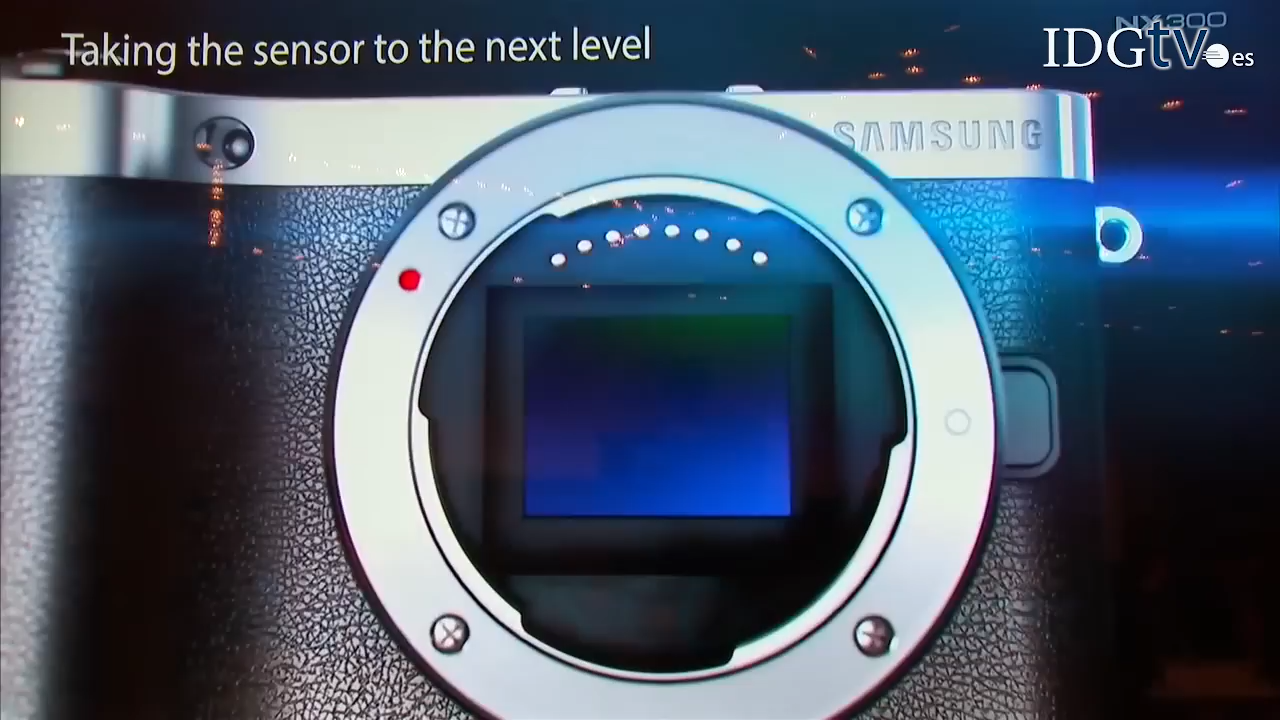 Taking the sensor to the next level
NX300
IDGtv.es
SAMSUNG